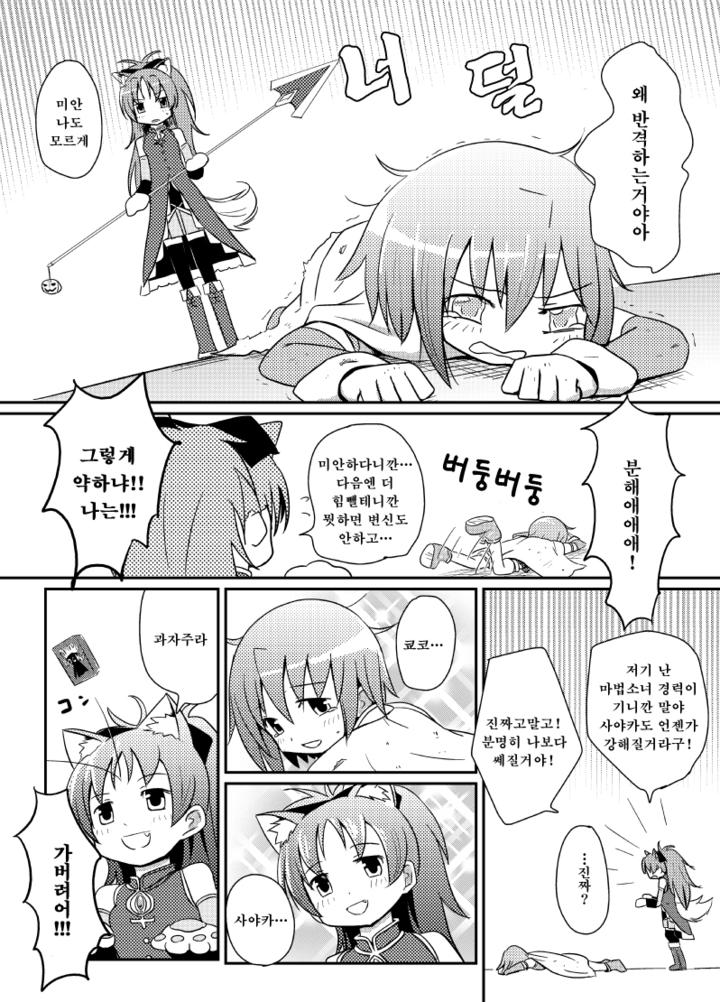 왜 반격하는거야아
너덜
미안
나도
모르게
분해애애애!
버둥버둥
미안하다니깐…
다음엔 더
힘뺄테니깐
뭣하면 변신도
안하고…
그렇게
약하냐!!
나는!!!
저기 난
마법소녀 경력이
기니깐 말야
사야카도 언젠가
강해질거라구!
…진짜?
진짜고말고!
분명히 나보다
쎄질거야!
쿄코…
사야카…
과자주라
コン
가버려어!!!